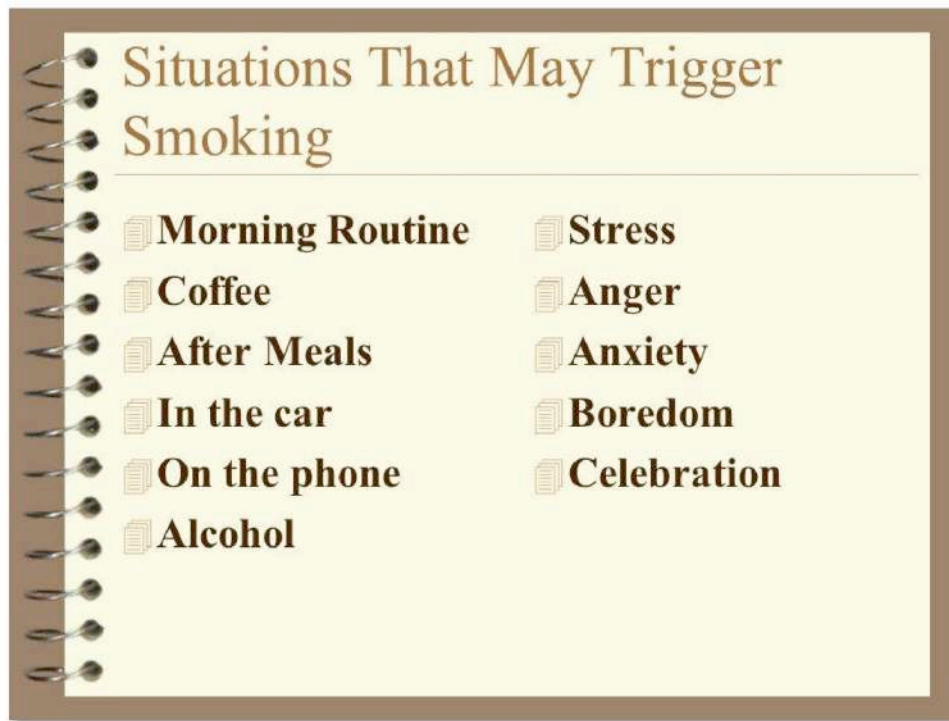 Situations That May Trigger
Smoking
Morning Routine
Coffee
After Meals
In the car
On the phone
Alcohol
Stress
Anger
Anxiety
Boredom
Celebration